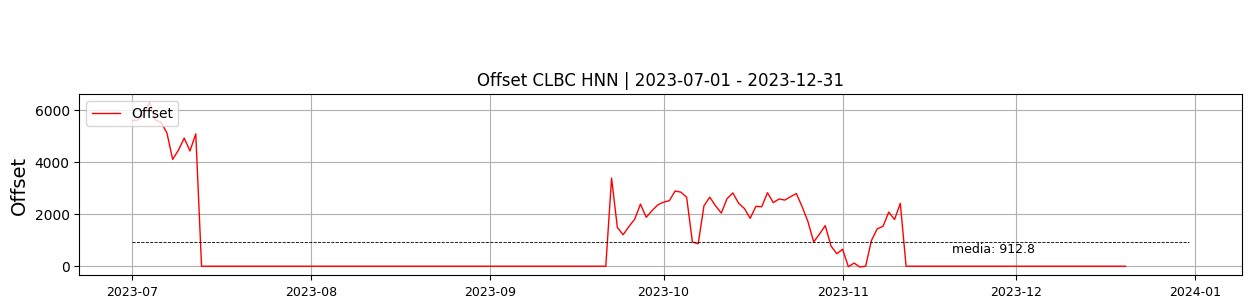 Offset CLBC HNN | 2023-07-01 - 2023-12-31
Offset
Offset
6000
4000
2000
0
media: 912.8
2023-07 2023-08 2023-09 2023-10 2023-11 2023-12 2024-01